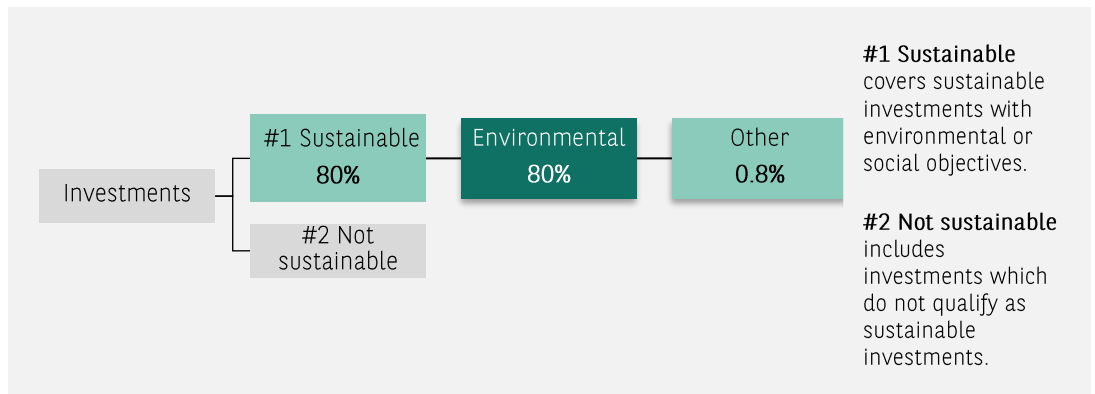 Investments
#1 Sustainable
80%
#2 Not
sustainable
Environmental
80%
Other
0.8%
#1 Sustainable
covers sustainable
investments with
environmental or
social objectives.
#2 Not sustainable
includes
investments which
do not qualify as
sustainable
investments.